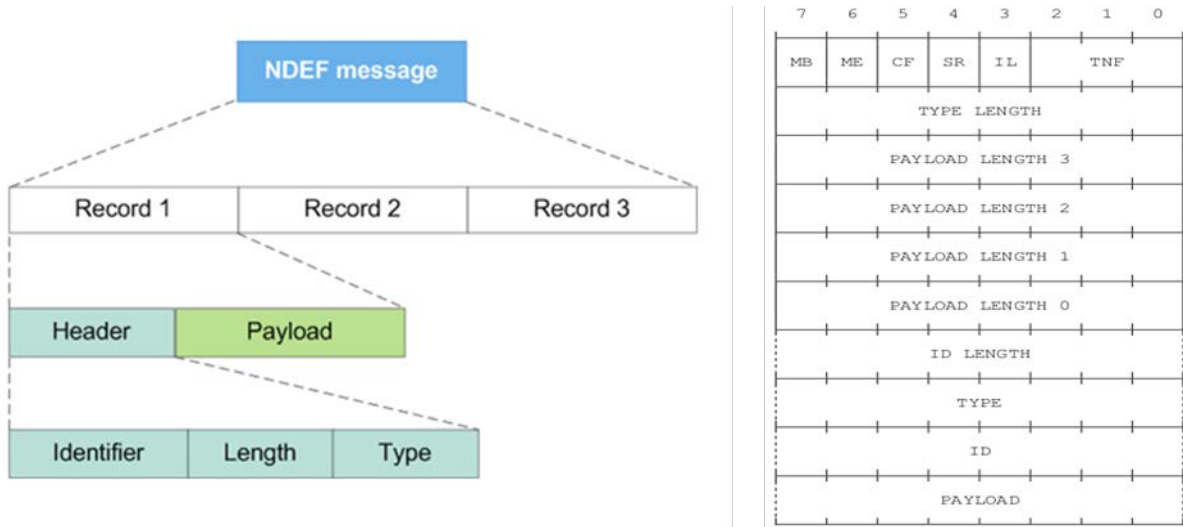 NDEF message
Record 1 Record 2 Record 3
Header Payload
Identifier Length Type
7 6 5 4 3 2 1 0
MB ME CF SR IL TNF
TYPE LENGTH
PAYLOAD LENGTH 3
PAYLOAD LENGTH 2
PAYLOAD LENGTH 1
PAYLOAD LENGTH 0
ID LENGTH
TYPE
ID
PAYLOAD